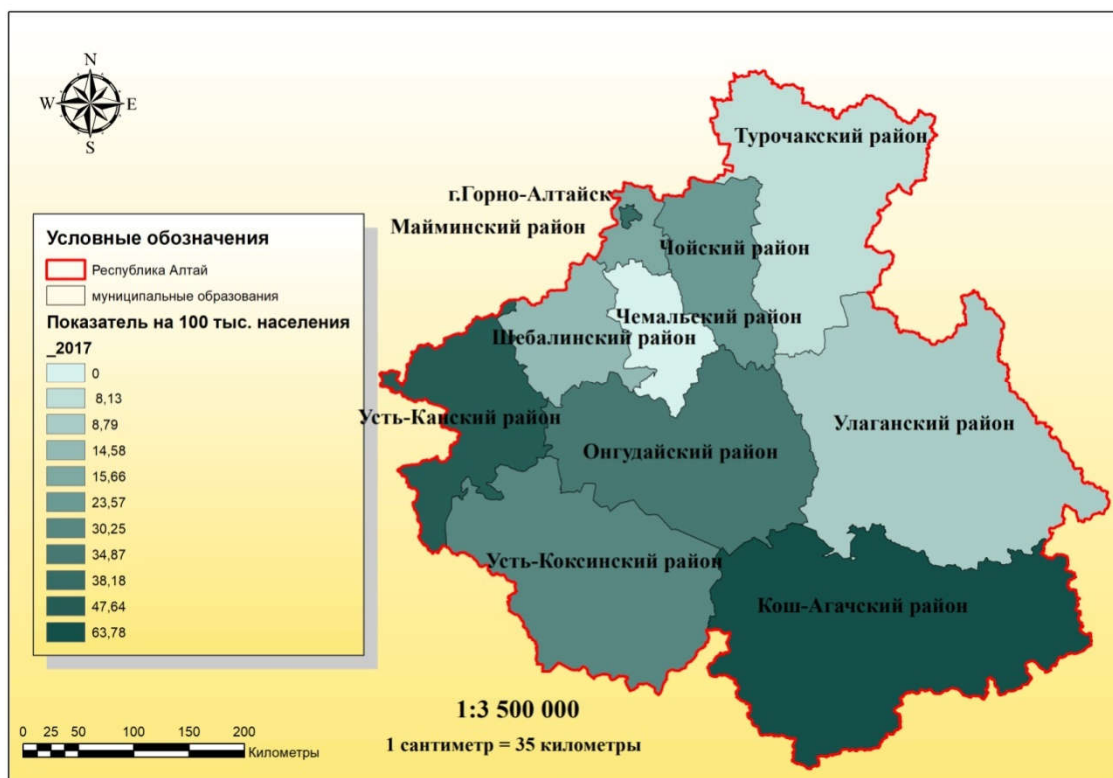 N
W
E
S
Турочакский район
г.Горно-Алтайск
Майминский район
Чойский район
Чемальский район
Шебалинский район
Усть-Канский район
Онгудайский район
Улаганский район
Усть-Коксинский район
Кош-Агачский район
Условные обозначения
Республика Алтай
муниципальные образования
Показатель на 100 тыс. населения
_2017
0
8,13
8,79
14,58
15,66
23,57
30,25
34,87
38,18
47,64
63,78
1:3 500 000
1 сантиметр = 35 километры
0 25 50 100 150 200
Километры